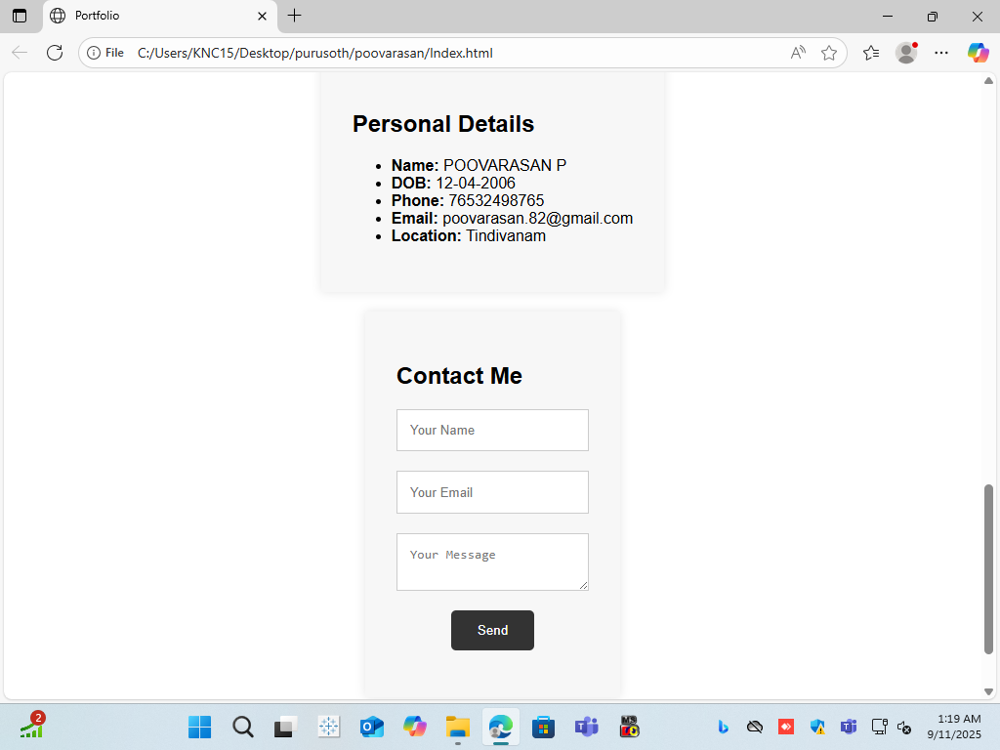 Portfolio
File C:/Users/KNC15/Desktop/purusoth/poovarasan/Index.html
Personal Details
Name: POOVARASAN P
DOB: 12-04-2006
Phone: 76532498765
Email: poovarasan.82@gmail.com
Location: Tindivanam
Contact Me
Your Name
Your Email
Your Message
Send
2
1:19 AM
9/11/2025